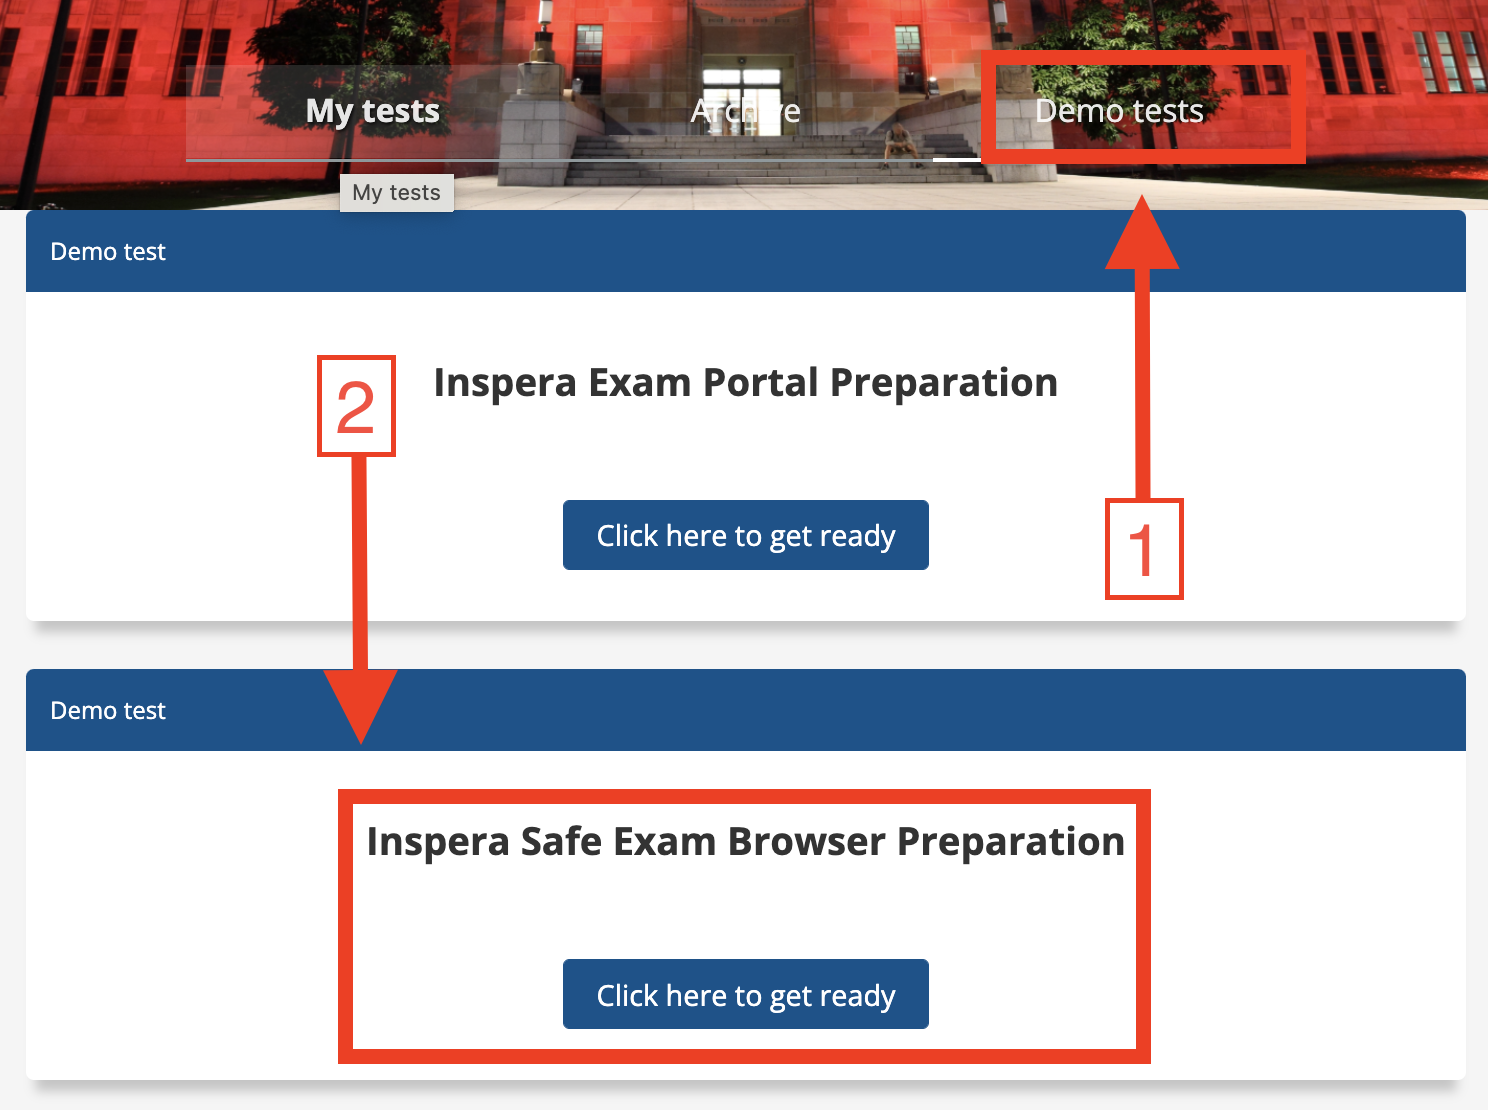 My tests
Archive
Demo tests
My tests
Demo test
2
Inspera Exam Portal Preparation
Click here to get ready
1
Demo test
Inspera Safe Exam Browser Preparation
Click here to get ready